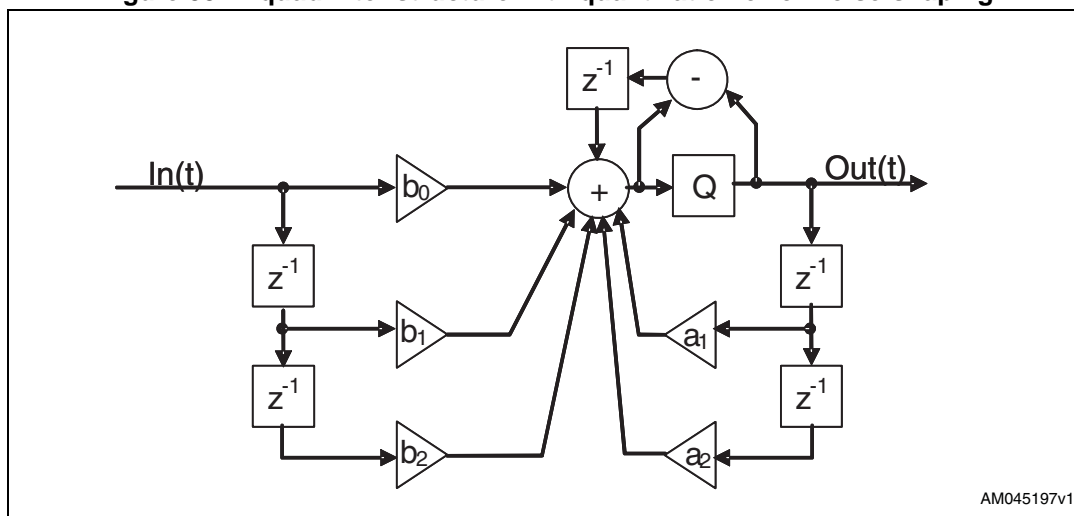 z⁻¹
-
In(t)
b₀
+
Q
Out(t)
z⁻¹
z⁻¹
b₁
a₁
z⁻¹
z⁻¹
b₂
a₂
AM045197v1